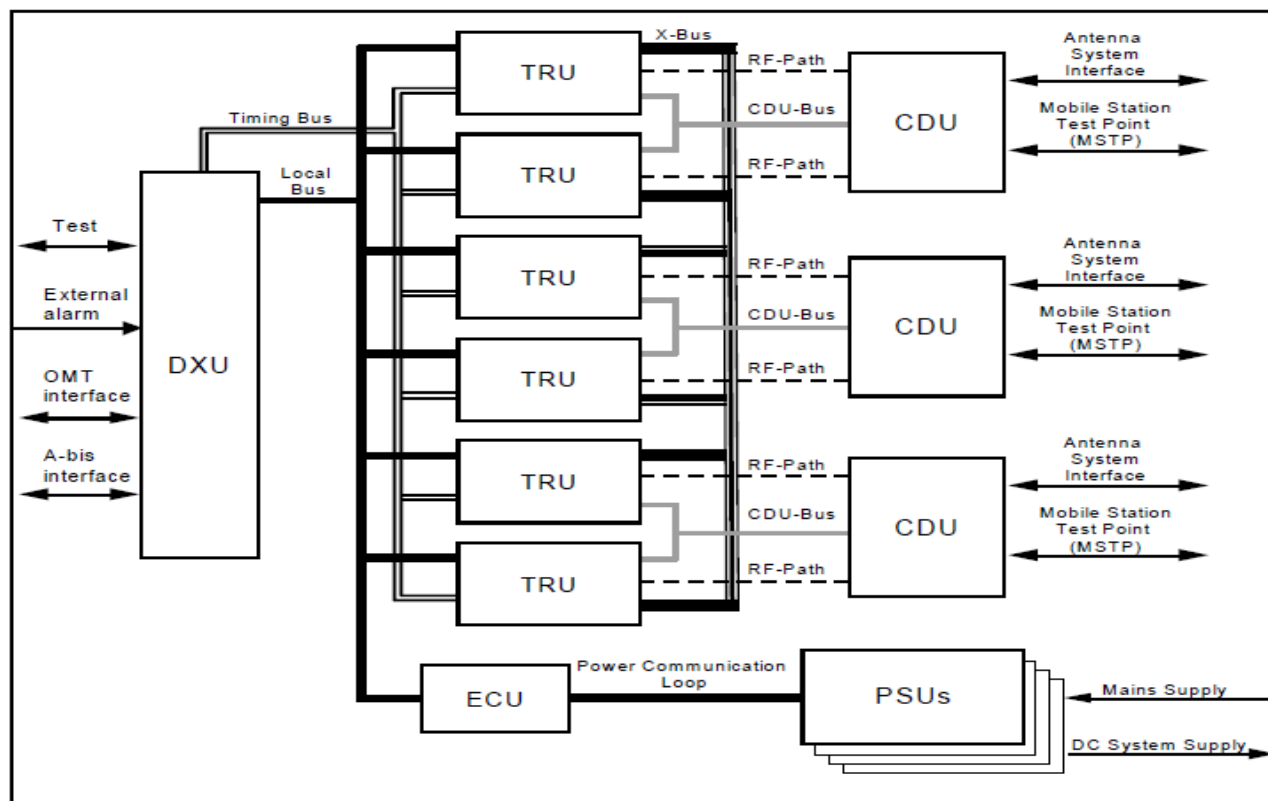 X-Bus
TRU
RF-Path
CDU-Bus
CDU
Antenna
System
Interface
Mobile Station
Test Point
(MSTP)
Timing Bus
TRU
RF-Path
Local
Bus
DXU
Test
External
alarm
OMT
interface
A-bis
interface
TRU
RF-Path
CDU-Bus
CDU
Antenna
System
Interface
Mobile Station
Test Point
(MSTP)
TRU
RF-Path
TRU
RF-Path
CDU-Bus
CDU
Antenna
System
Interface
Mobile Station
Test Point
(MSTP)
TRU
RF-Path
ECU
Power Communication
Loop
PSUs
Mains Supply
DC System Supply